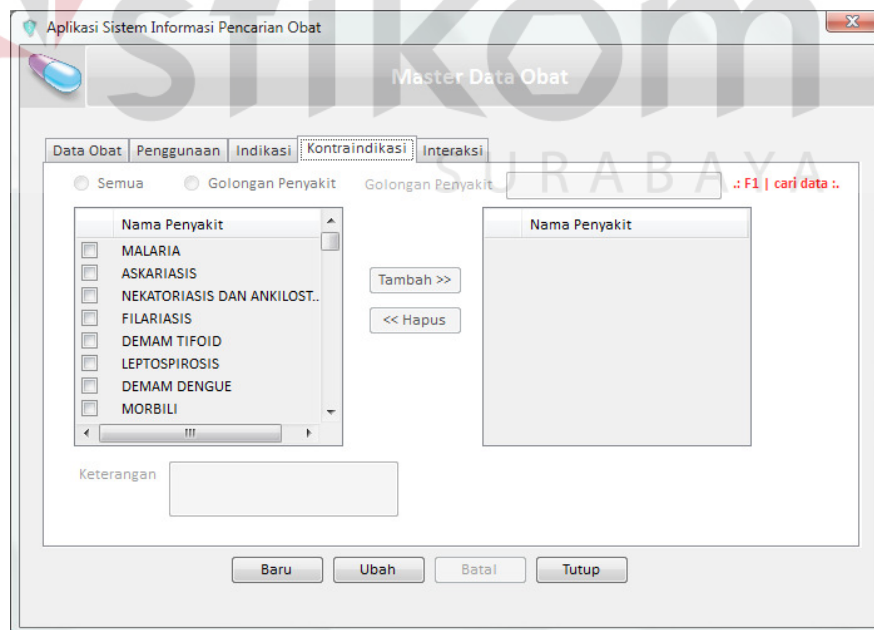 Aplikasi Sistem Informasi Pencarian Obat
stikom
SURABAYA
Master Data Obat
Data Obat Penggunaan Indikasi Kontraindikasi Interaksi
Semua Golongan Penyakit Golongan Penyakit .: F1 | cari data :.
Nama Penyakit
MALARIA
ASKARIASIS
NEKATORIASIS DAN ANKILOST..
FILARIASIS
DEMAM TIFOID
LEPTOSPIROSIS
DEMAM DENGUE
MORBILI
Tambah >>
<< Hapus
Nama Penyakit
Keterangan
Baru Ubah Batal Tutup